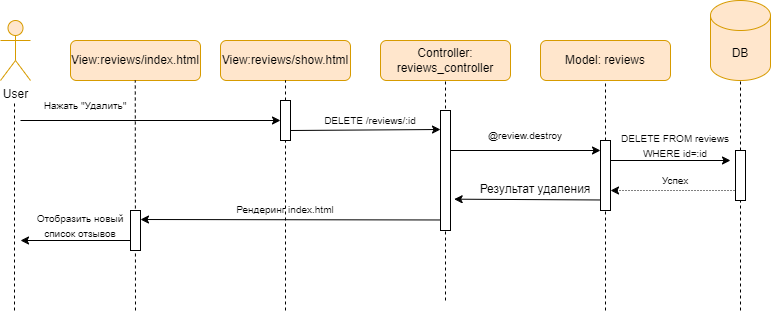 User
View:reviews/index.html
View:reviews/show.html
Controller:
reviews_controller
Model: reviews
DB
Нажать "Удалить"
DELETE /reviews/:id
@review.destroy
DELETE FROM reviews
WHERE id=:id
Успех
Результат удаления
Рендеринг index.html
Отобразить новый
список отзывов